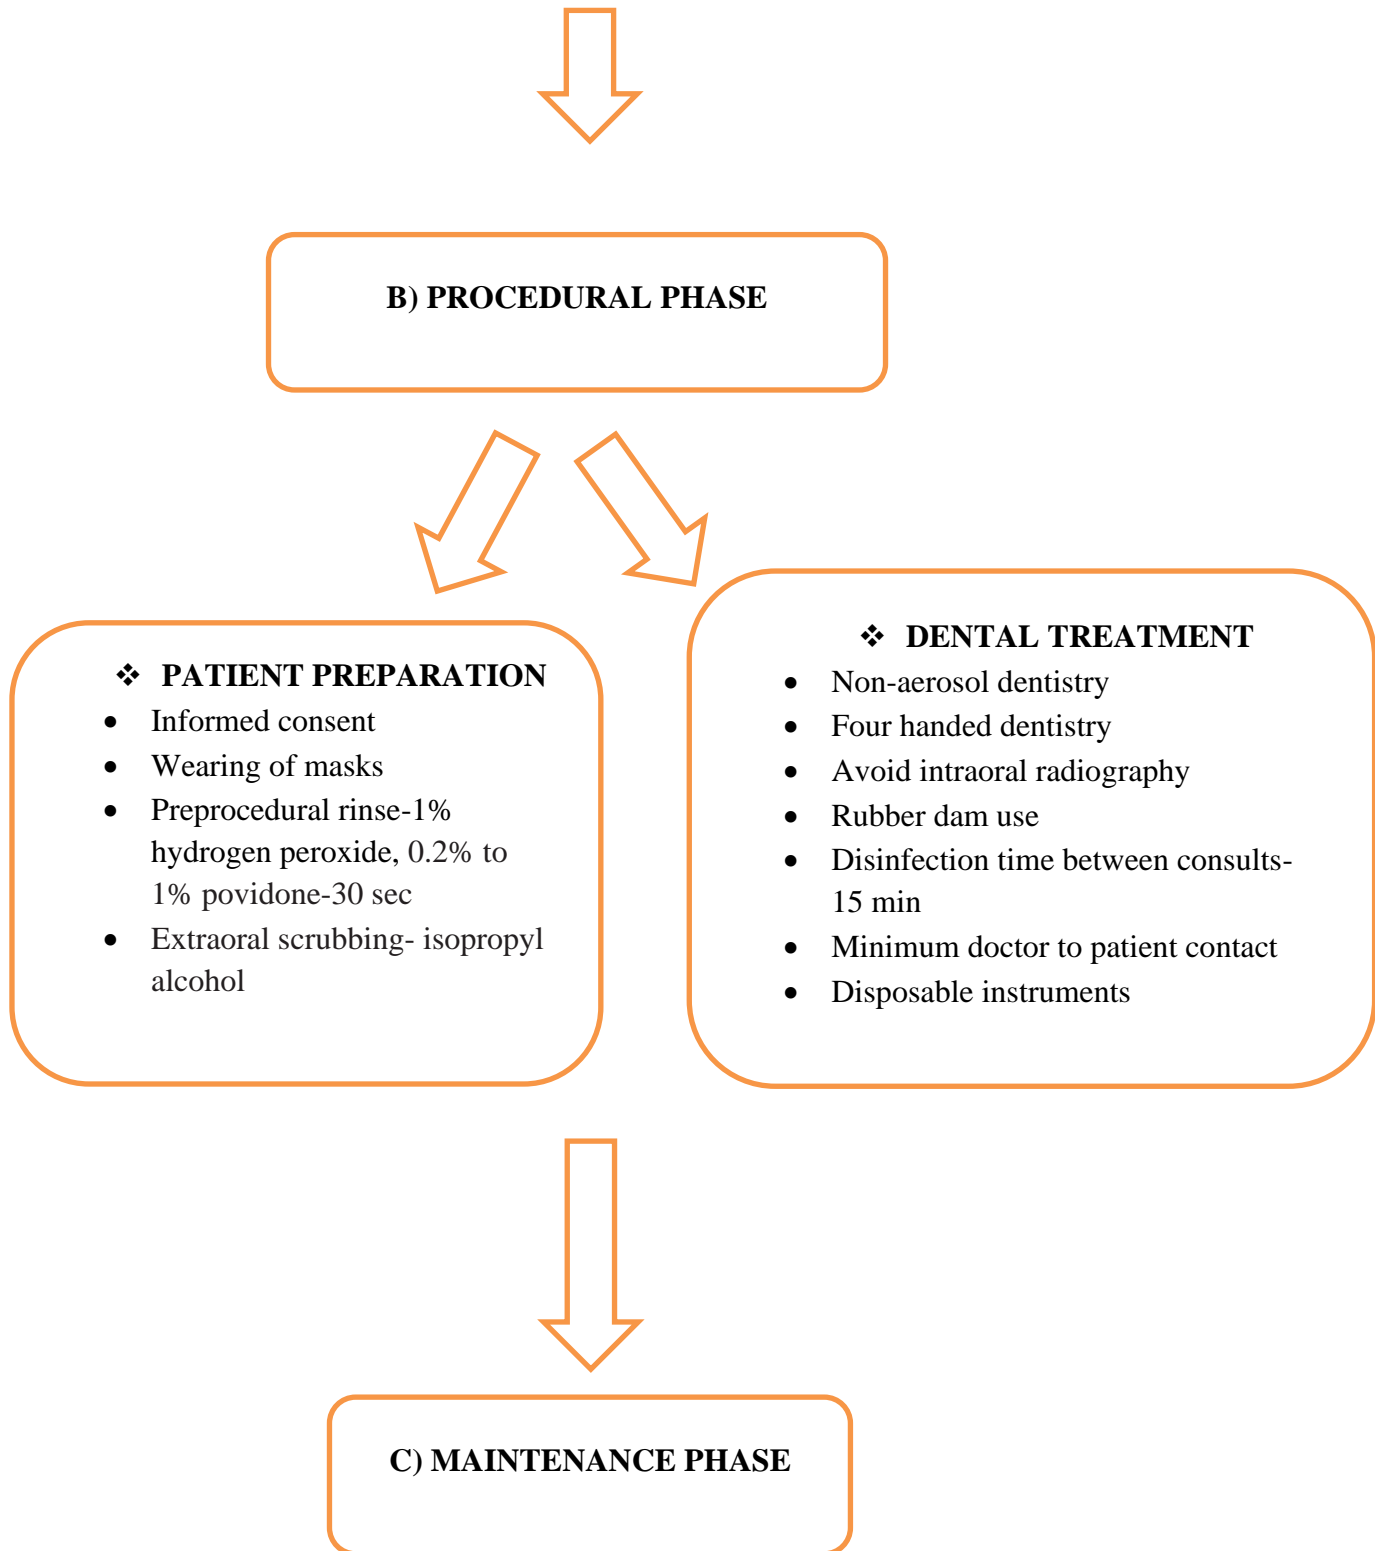 B) PROCEDURAL PHASE
❖ PATIENT PREPARATION
• Informed consent
• Wearing of masks
• Preprocedural rinse-1%
hydrogen peroxide, 0.2% to
1% povidone-30 sec
• Extraoral scrubbing- isopropyl
alcohol
❖ DENTAL TREATMENT
• Non-aerosol dentistry
• Four handed dentistry
• Avoid intraoral radiography
• Rubber dam use
• Disinfection time between consults-
15 min
• Minimum doctor to patient contact
• Disposable instruments
C) MAINTENANCE PHASE